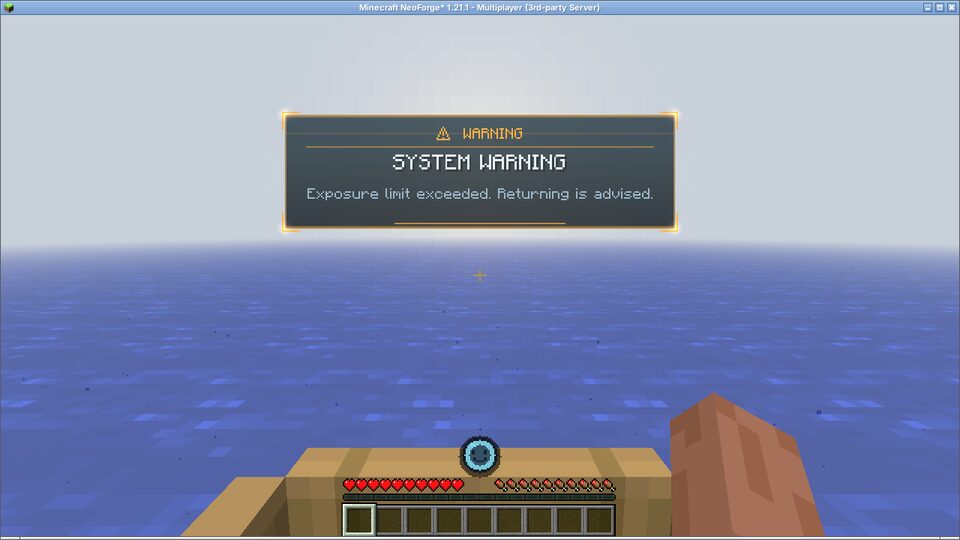 Minecraft NeoForge* 1.21.1 - Multiplayer (3rd-party Server)
WARNING
SYSTEM WARNING
Exposure limit exceeded. Returning is advised.